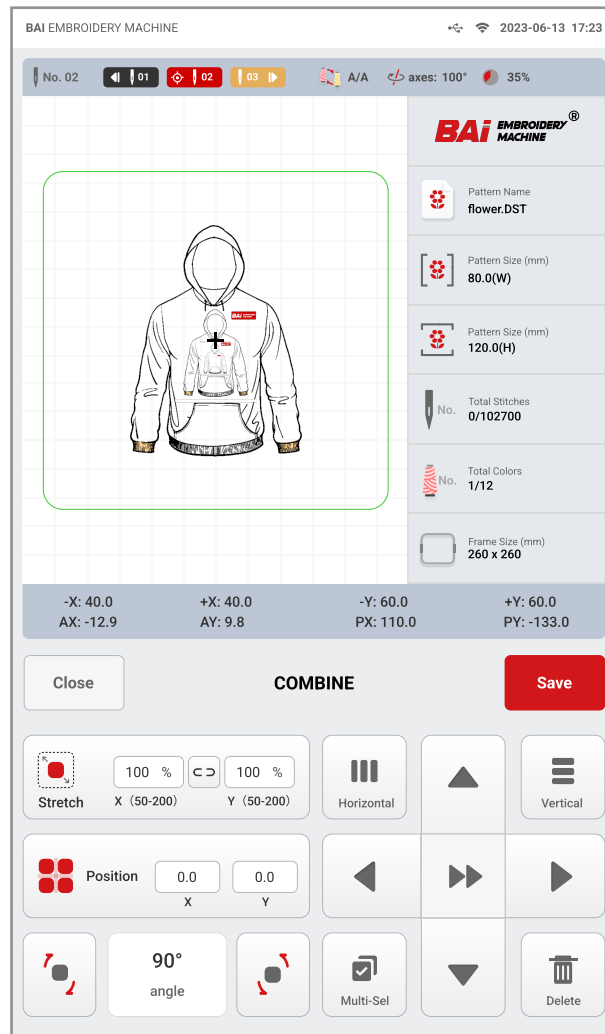 BAI EMBROIDERY MACHINE
2023-06-13 17:23
No. 02
01
02
03
A/A
axes: 100°
35%
BAi EMBROIDERY MACHINE ®
Pattern Name
flower.DST
Pattern Size (mm)
80.0(W)
Pattern Size (mm)
120.0(H)
No.
Total Stitches
0/102700
No.
Total Colors
1/12
Frame Size (mm)
260 x 260
-X: 40.0
+X: 40.0
-Y: 60.0
+Y: 60.0
AX: -12.9
AY: 9.8
PX: 110.0
PY: -133.0
Close
COMBINE
Save
Stretch
100 %
100 %
X (50-200)
Y (50-200)
Horizontal
Vertical
Position
0.0
0.0
X
Y
90°
angle
Multi-Sel
Delete